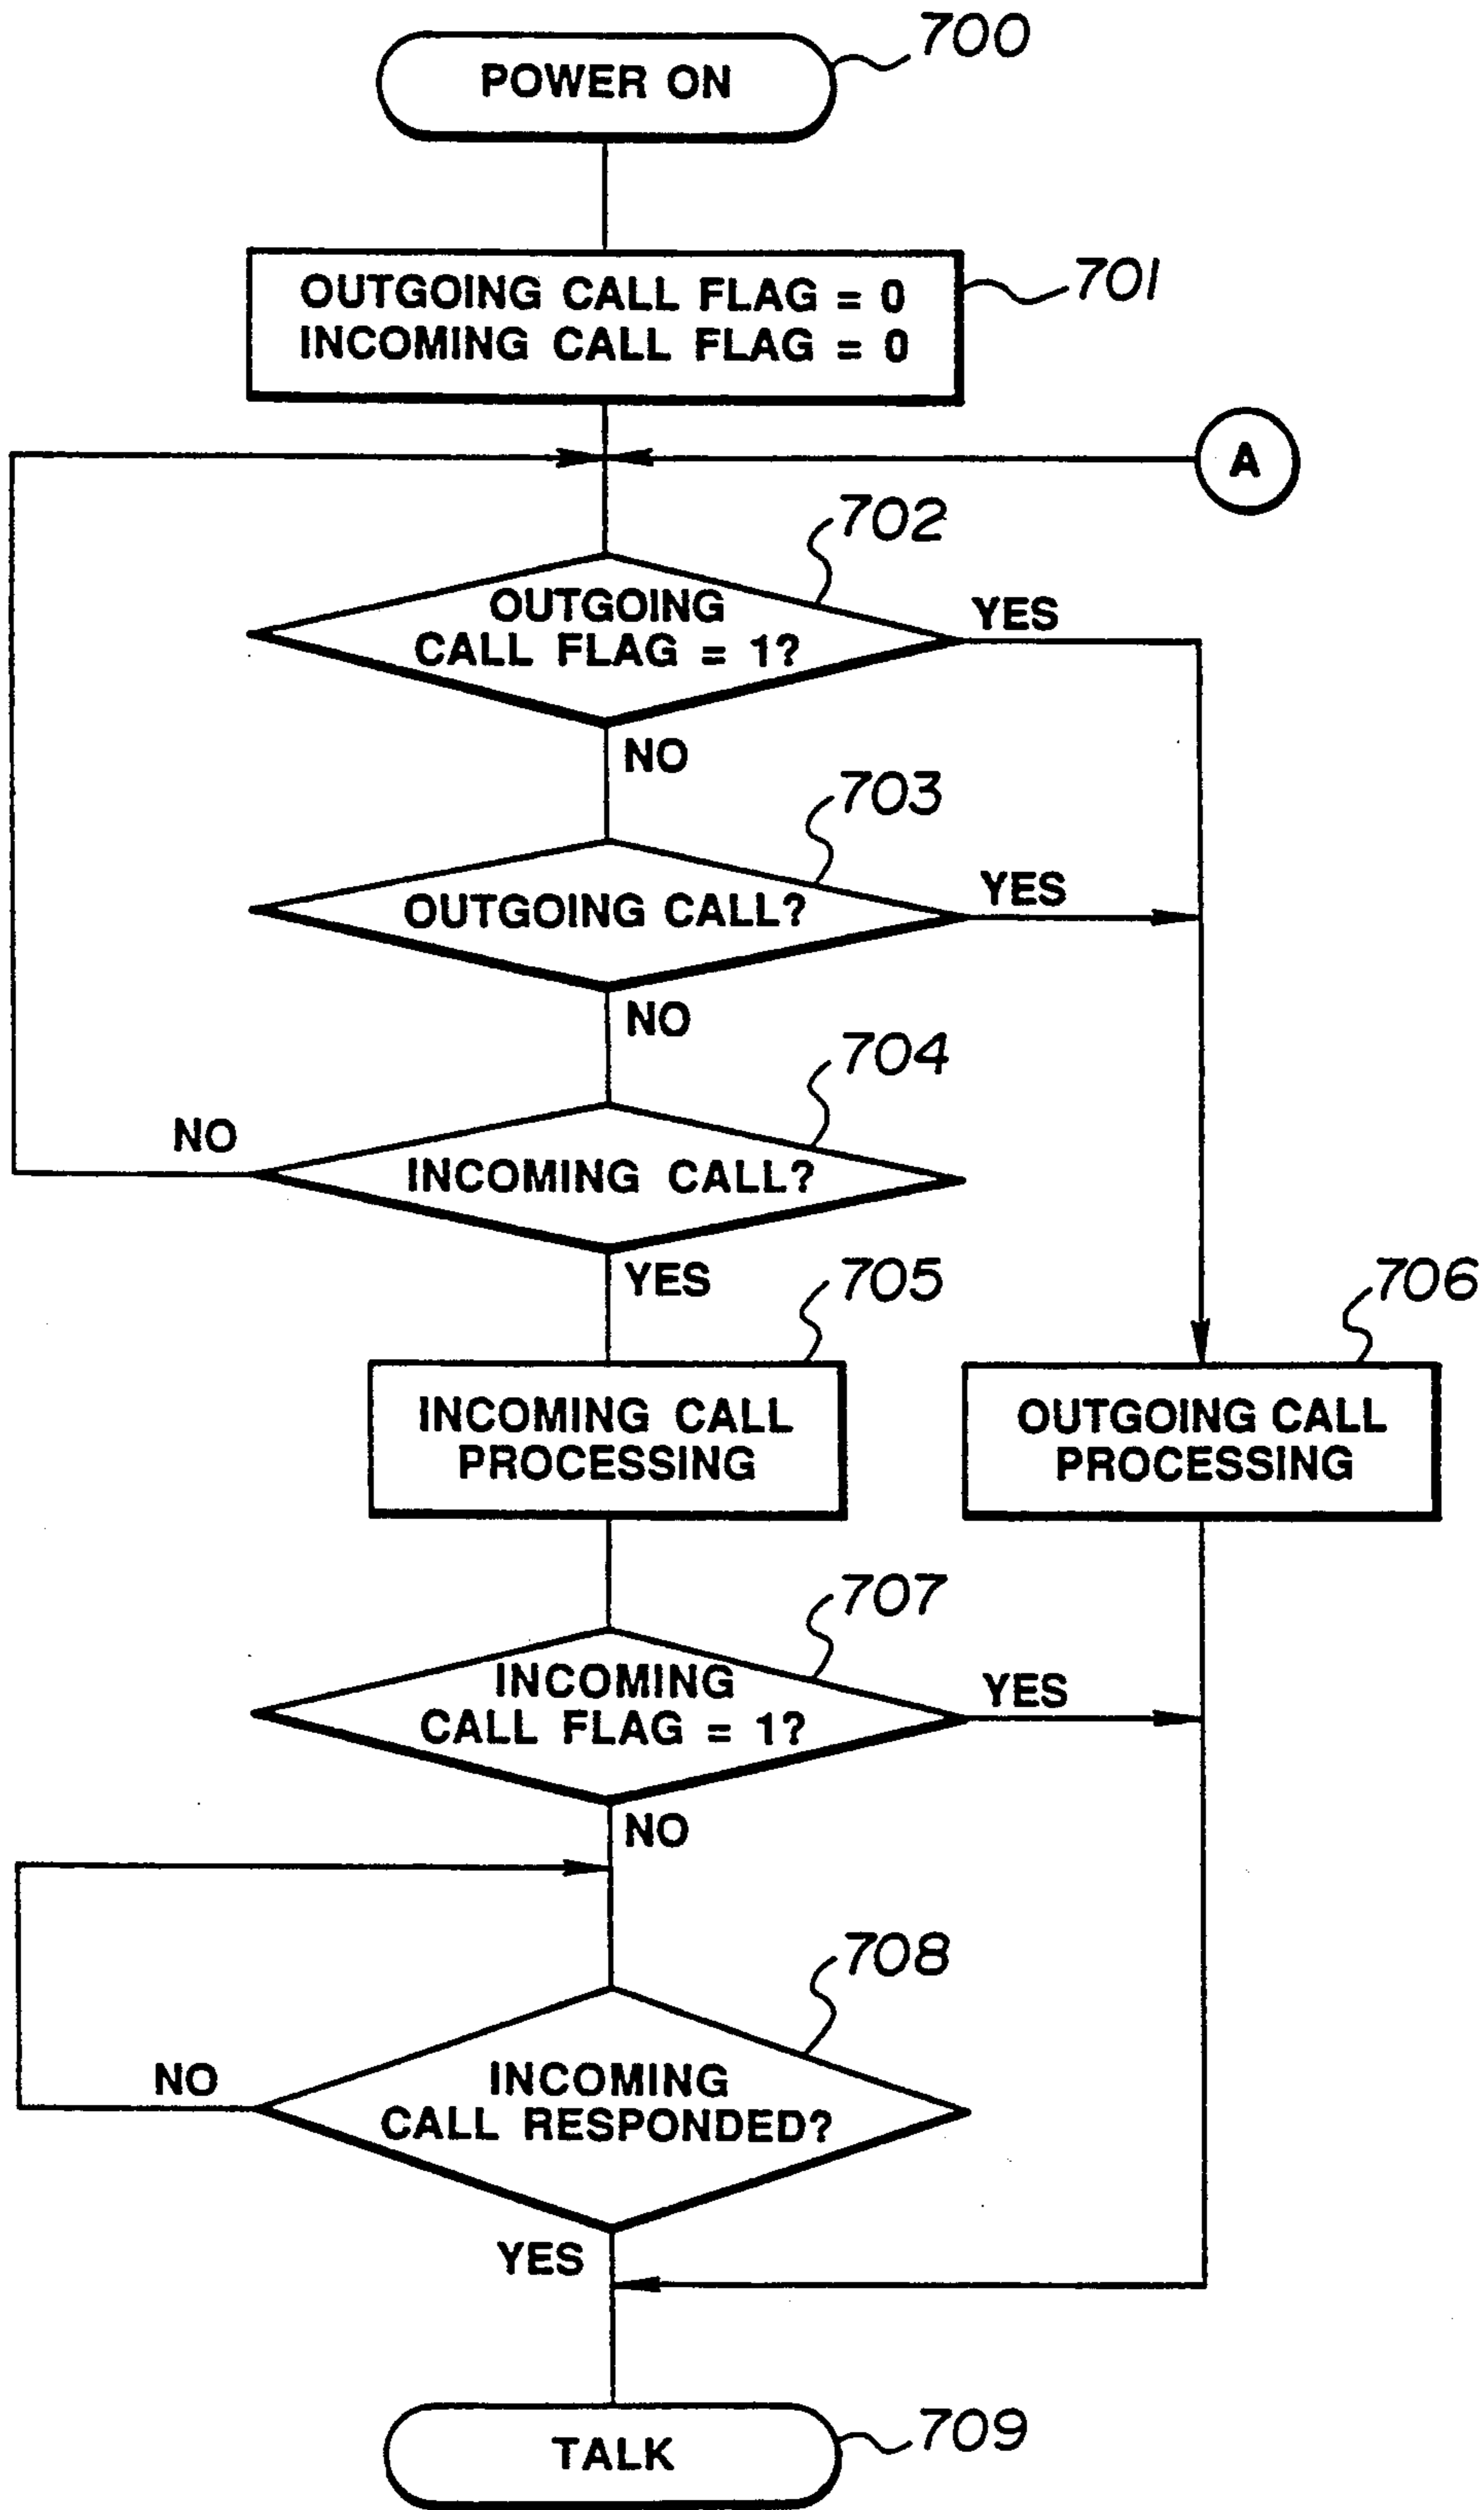 700
POWER ON
701
OUTGOING CALL FLAG = 0
INCOMING CALL FLAG = 0
A
702
OUTGOING
CALL FLAG = 1?
YES
NO
703
OUTGOING CALL?
YES
NO
704
NO
INCOMING CALL?
YES
705
706
INCOMING CALL
PROCESSING
OUTGOING CALL
PROCESSING
707
INCOMING
CALL FLAG = 1?
YES
NO
708
NO
INCOMING
CALL RESPONDED?
YES
TALK
709